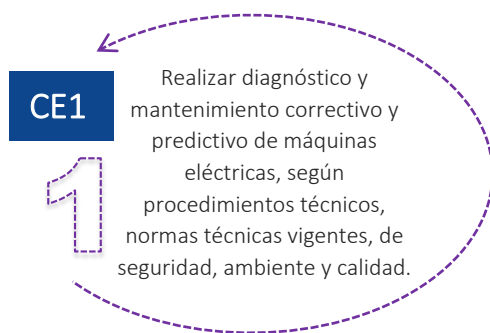 CE1
1
Realizar diagnóstico y
mantenimiento correctivo y
predictivo de máquinas
eléctricas, según
procedimientos técnicos,
normas técnicas vigentes, de
seguridad, ambiente y calidad.